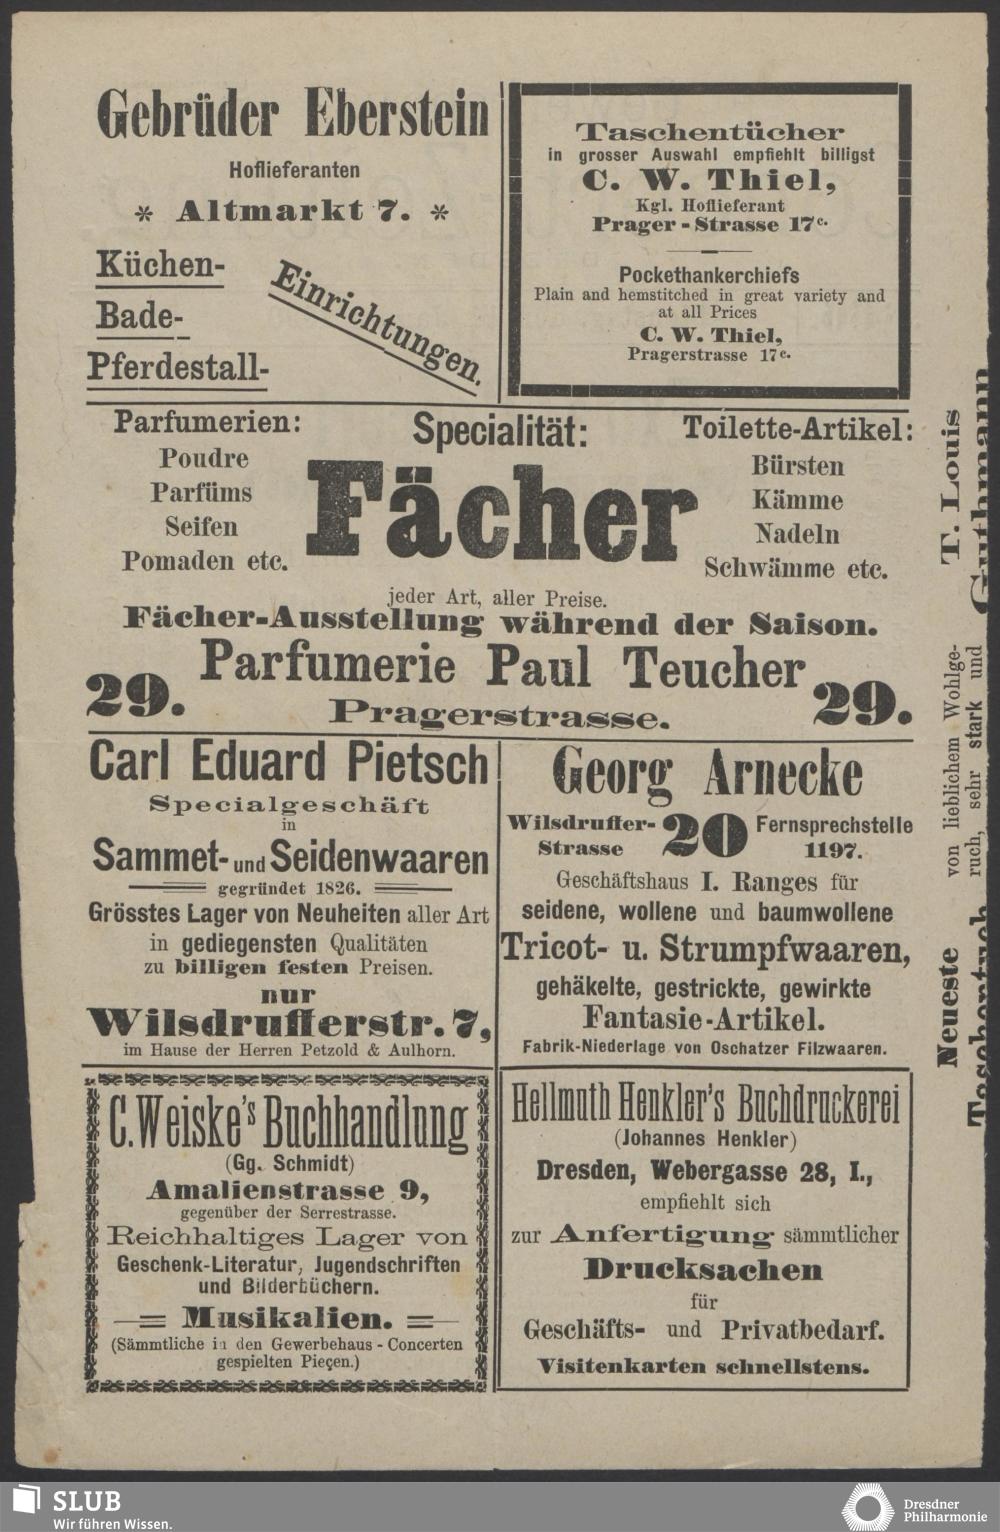 Gebrüder Eberstein
Hoflieferanten
* Altmarkt 7. *
Küchen-
Bade-
Pferdestall-
Einrichtungen.
Taschentücher
in grosser Auswahl empfiehlt billigst
C. W. Thiel,
Kgl. Hoflieferant
Prager-Strasse 17c.
Pockethankerchiefs
Plain and hemstitched in great variety and
at all Prices
C. W. Thiel,
Pragerstrasse 17c.
Parfumerien:
Poudre
Parfüms
Seifen
Pomaden etc.
Specialität:
Fächer
Toilette-Artikel:
Bürsten
Kämme
Nadeln
Schwämme etc.
jeder Art, aller Preise.
Fächer-Ausstellung während der Saison.
29. Parfumerie Paul Teucher 29.
Pragerstrasse.
Carl Eduard Pietsch
Specialgeschäft
in
Sammet- und Seidenwaaren
gegründet 1826.
Grösstes Lager von Neuheiten aller Art
in gediegensten Qualitäten
zu billigen festen Preisen.
nur
Wilsdrufferstr. 7,
im Hause der Herren Petzold & Aulhorn.
Georg Arnecke
Wilsdruffer-Strasse 20 Fernsprechstelle 1197.
Geschäftshaus I. Ranges für
seidene, wollene und baumwollene
Tricot- u. Strumpfwaaren,
gehäkelte, gestrickte, gewirkte
Fantasie-Artikel.
Fabrik-Niederlage von Oschatzer Filzwaaren.
C. Weiske's Buchhandlung
(Gg. Schmidt)
Amalienstrasse 9,
gegenüber der Serrestrasse.
Reichhaltiges Lager von
Geschenk-Literatur, Jugendschriften
und Bilderbüchern.
Musikalien.
(Sämmtliche in den Gewerbehaus-Concerten
gespielten Pieçen.)
Hellmuth Henkler's Buchdruckerei
(Johannes Henkler)
Dresden, Webergasse 28, I.,
empfiehlt sich
zur Anfertigung sämmtlicher
Drucksachen
für
Geschäfts- und Privatbedarf.
Visitenkarten schnellstens.
Neueste
Taschentuch
von lieblichem Wohlge-
ruch, sehr stark und
T. Louis
Guthmann
SLUB
Wir führen Wissen.
Dresdner
Philharmonie